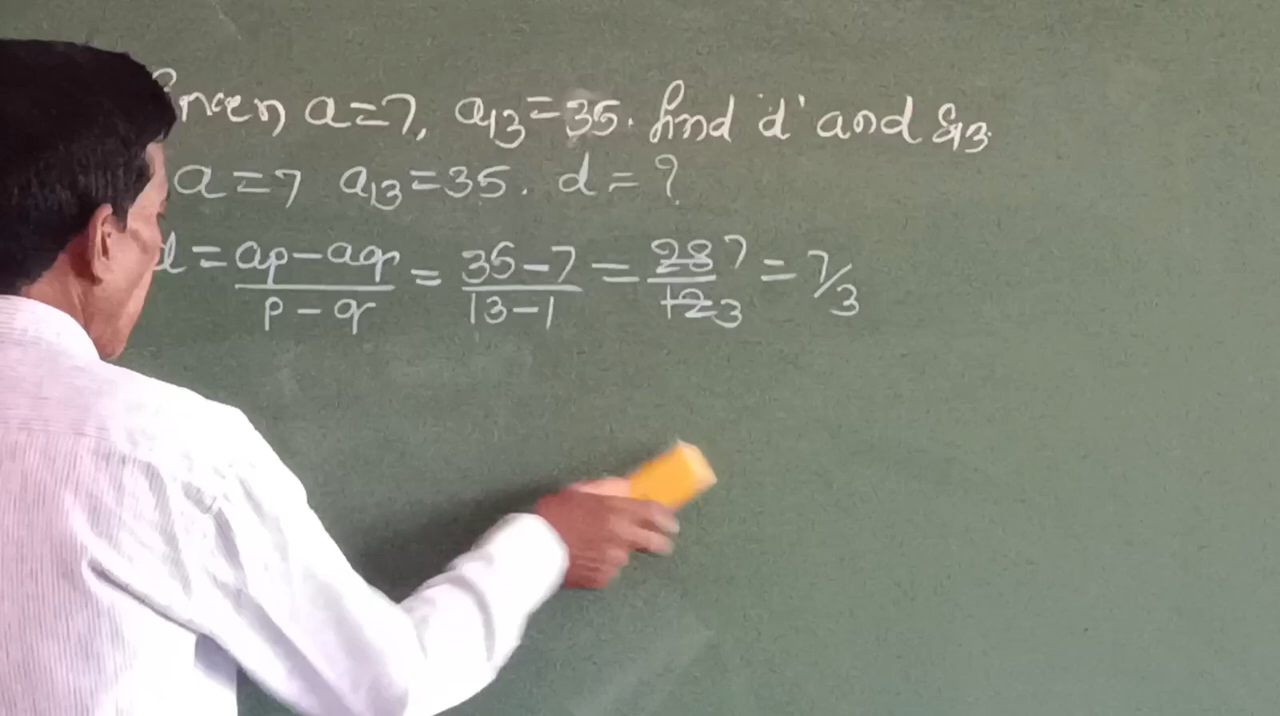 Given a=7, a13=35. find 'd' and S13.
a=7 a13=35. d=?
d = ap-aq / p-q = 35-7 / 13-1 = 28 7 / 12 3 = 7/3